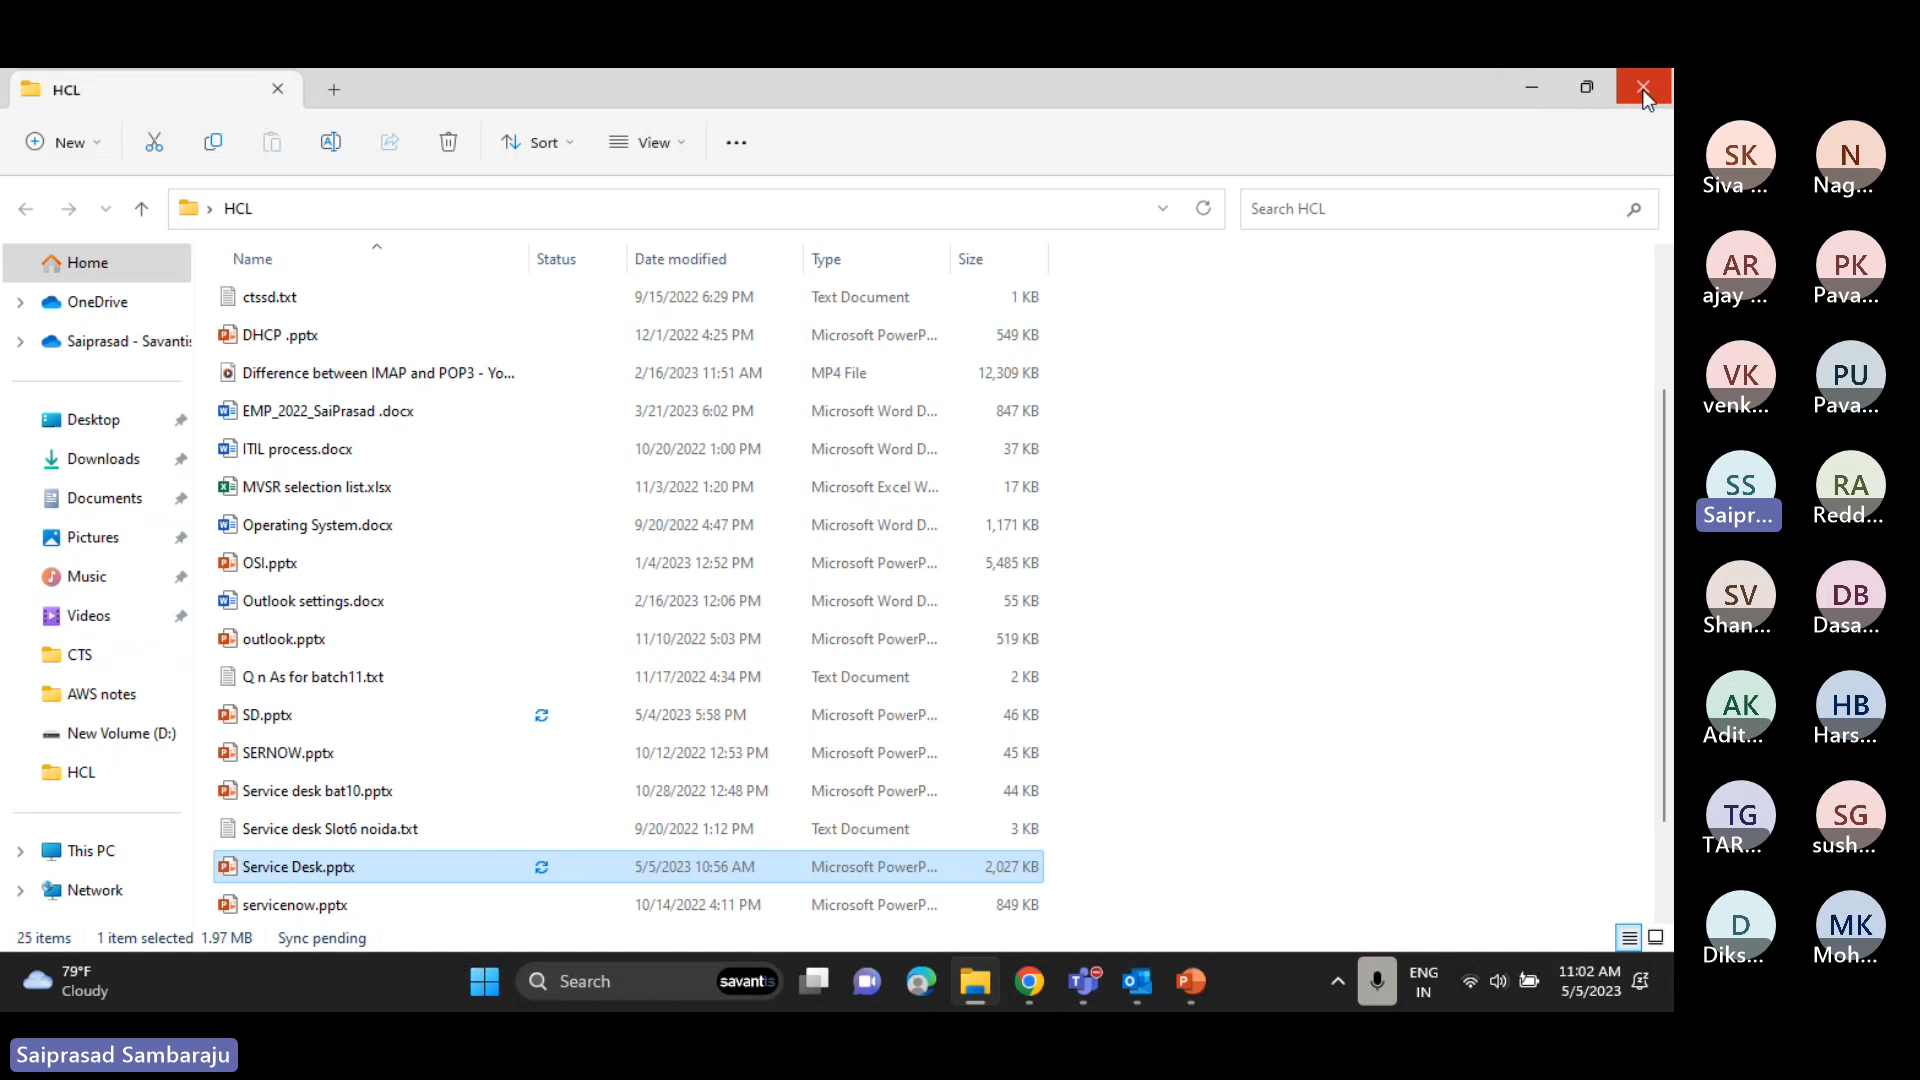 HCL
New
Sort
View
HCL
Search HCL
Home
OneDrive
Saiprasad - Savantis
Desktop
Downloads
Documents
Pictures
Music
Videos
CTS
AWS notes
New Volume (D:)
HCL
This PC
Network
Name Status Date modified Type Size
ctssd.txt 9/15/2022 6:29 PM Text Document 1 KB
DHCP .pptx 12/1/2022 4:25 PM Microsoft PowerP... 549 KB
Difference between IMAP and POP3 - Yo... 2/16/2023 11:51 AM MP4 File 12,309 KB
EMP_2022_SaiPrasad .docx 3/21/2023 6:02 PM Microsoft Word D... 847 KB
ITIL process.docx 10/20/2022 1:00 PM Microsoft Word D... 37 KB
MVSR selection list.xlsx 11/3/2022 1:20 PM Microsoft Excel W... 17 KB
Operating System.docx 9/20/2022 4:47 PM Microsoft Word D... 1,171 KB
OSI.pptx 1/4/2023 12:52 PM Microsoft PowerP... 5,485 KB
Outlook settings.docx 2/16/2023 12:06 PM Microsoft Word D... 55 KB
outlook.pptx 11/10/2022 5:03 PM Microsoft PowerP... 519 KB
Q n As for batch11.txt 11/17/2022 4:34 PM Text Document 2 KB
SD.pptx 5/4/2023 5:58 PM Microsoft PowerP... 46 KB
SERNOW.pptx 10/12/2022 12:53 PM Microsoft PowerP... 45 KB
Service desk bat10.pptx 10/28/2022 12:48 PM Microsoft PowerP... 44 KB
Service desk Slot6 noida.txt 9/20/2022 1:12 PM Text Document 3 KB
Service Desk.pptx 5/5/2023 10:56 AM Microsoft PowerP... 2,027 KB
servicenow.pptx 10/14/2022 4:11 PM Microsoft PowerP... 849 KB
25 items 1 item selected 1.97 MB Sync pending
79°F
Cloudy
Search
savantis
ENG
IN
11:02 AM
5/5/2023
SK N
Siva ... Nag...
AR PK
ajay ... Pava...
VK PU
venk... Pava...
SS RA
Saipr... Redd...
SV DB
Shan... Dasa...
AK HB
Adit... Hars...
TG SG
TAR... sush...
D MK
Diks... Moh...
Saiprasad Sambaraju